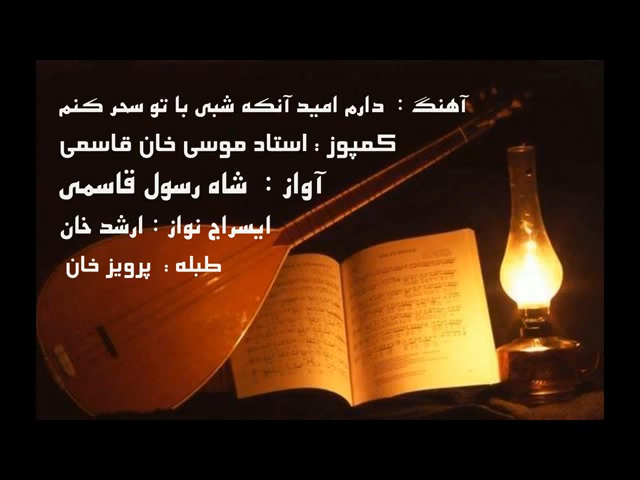 آهنگ : دارم امید آنکه شبی با تو سحر کنم
کمپوز : استاد موسی خان قاسمی
آواز : شاه رسول قاسمی
ایسراج نواز : ارشد خان
طبله : پرویز خان